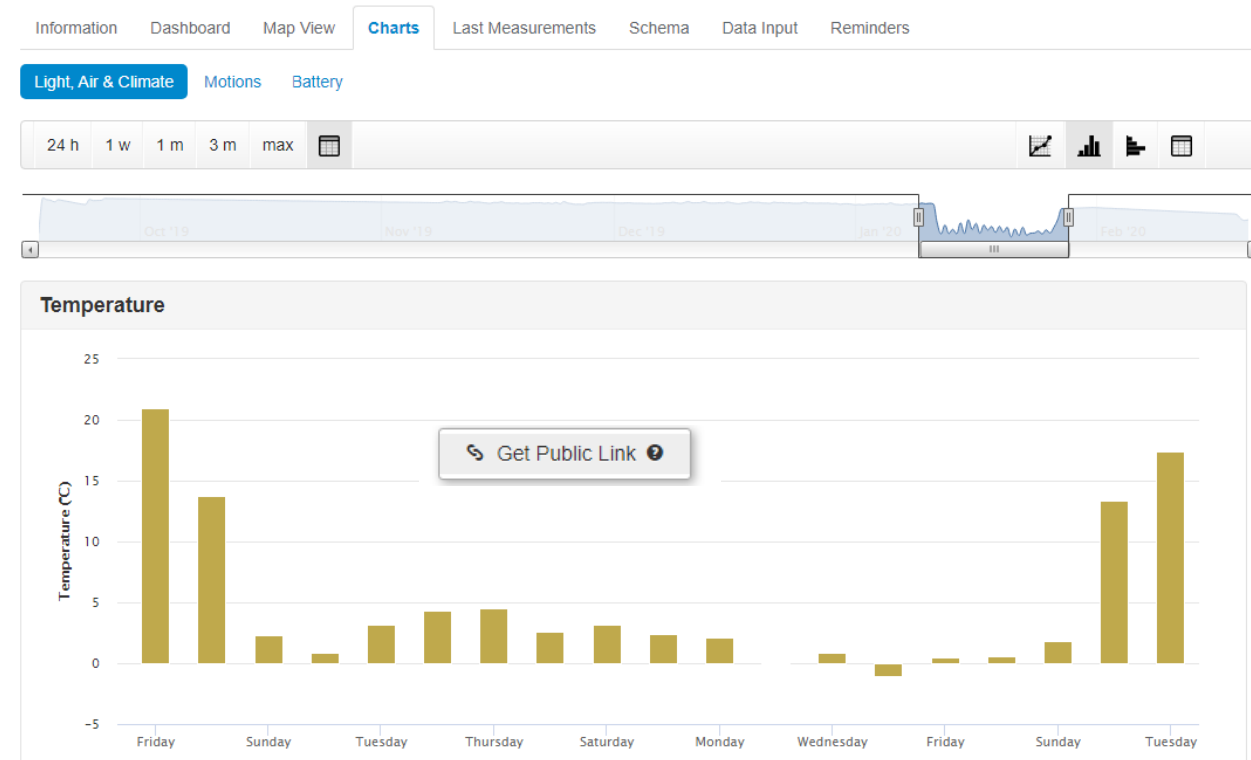 Information Dashboard Map View Charts Last Measurements Schema Data Input Reminders
Light, Air & Climate Motions Battery
24 h 1 w 1 m 3 m max
Oct '19 Nov '19 Dec '19 Jan '20 Feb '20
Temperature
25
20
Get Public Link ?
15
10
5
0
-5
Temperature (°C)
Friday Sunday Tuesday Thursday Saturday Monday Wednesday Friday Sunday Tuesday